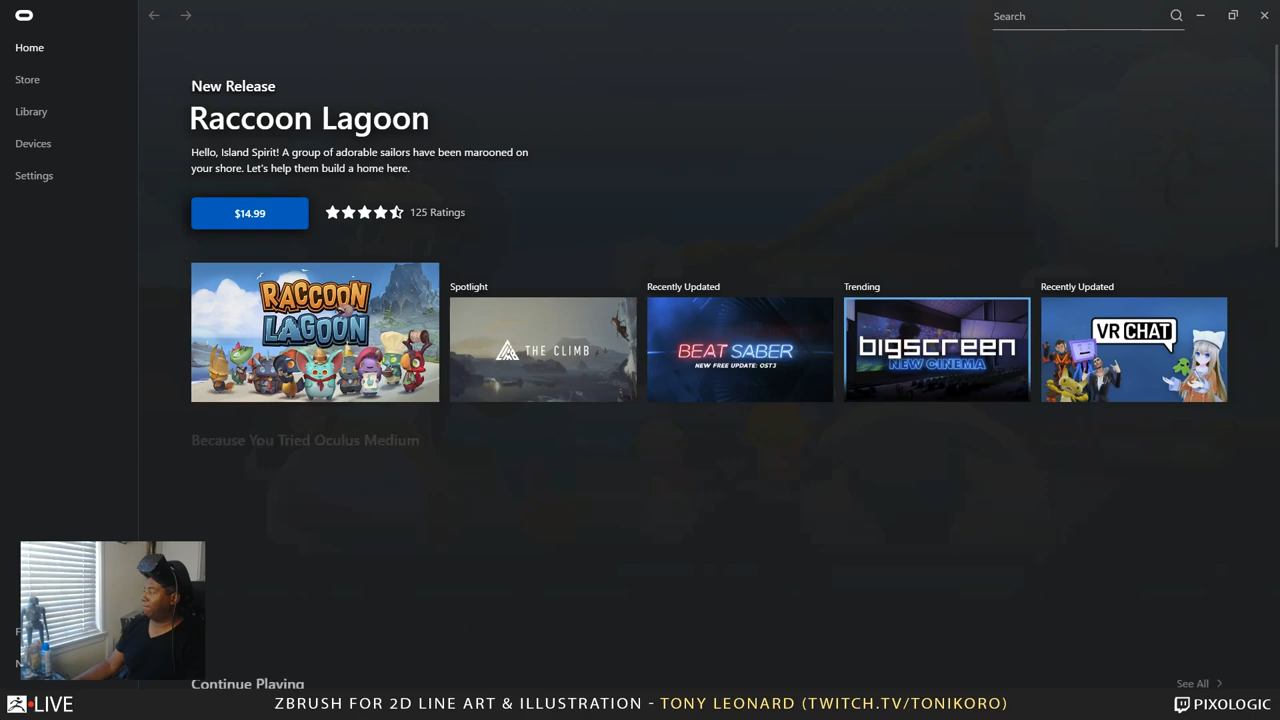 Search
Home
Store
Library
Devices
Settings
New Release
Raccoon Lagoon
Hello, Island Spirit! A group of adorable sailors have been marooned on
your shore. Let's help them build a home here.
$14.99
125 Ratings
RACCOON
LAGOON
Spotlight
THE CLIMB
Recently Updated
BEAT SABER
NEW FREE UPDATE: OST3
Trending
bigscreen
NEW CINEMA
Recently Updated
VR CHAT
Because You Tried Oculus Medium
Continue Playing
See All
LIVE
ZBRUSH FOR 2D LINE ART & ILLUSTRATION - TONY LEONARD (TWITCH.TV/TONIKORO)
PIXOLOGIC